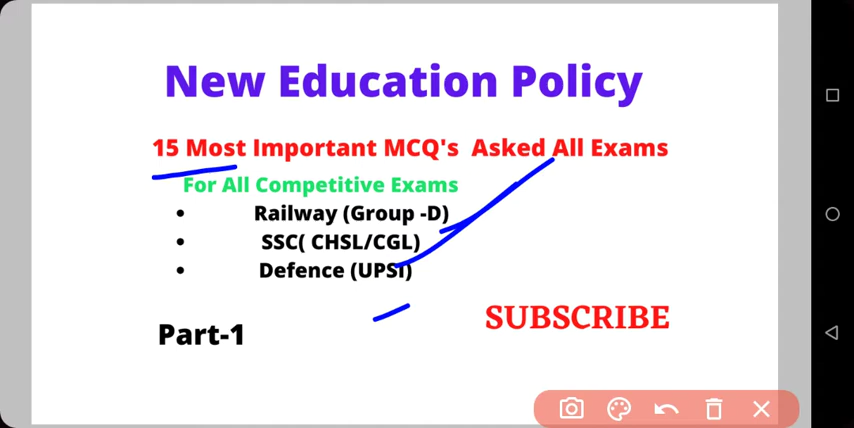 New Education Policy
15 Most Important MCQ's Asked All Exams
For All Competitive Exams
• Railway (Group -D)
• SSC( CHSL/CGL)
• Defence (UPSI)
Part-1
SUBSCRIBE